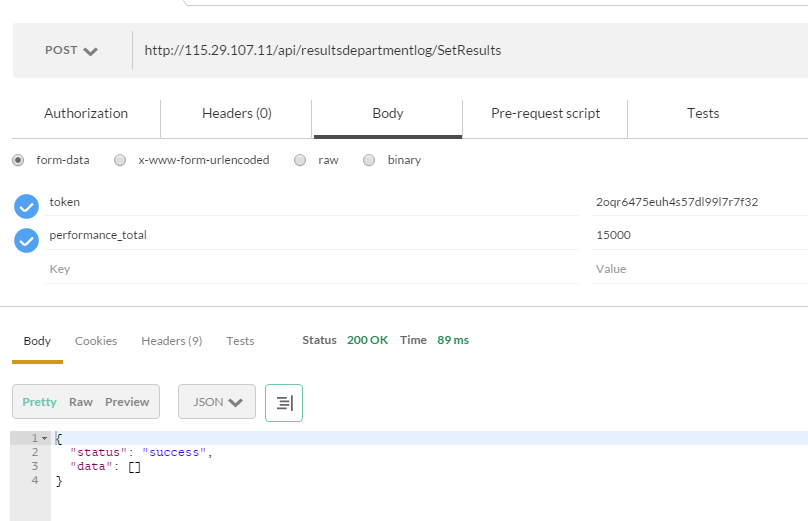 POST http://115.29.107.11/api/resultsdepartmentlog/SetResults
Authorization Headers (0) Body Pre-request script Tests
form-data x-www-form-urlencoded raw binary
token 2oqr6475euh4s57dl99l7r7f32
performance_total 15000
Key Value
Body Cookies Headers (9) Tests Status 200 OK Time 89 ms
Pretty Raw Preview JSON
1 {
2 "status": "success",
3 "data": []
4 }